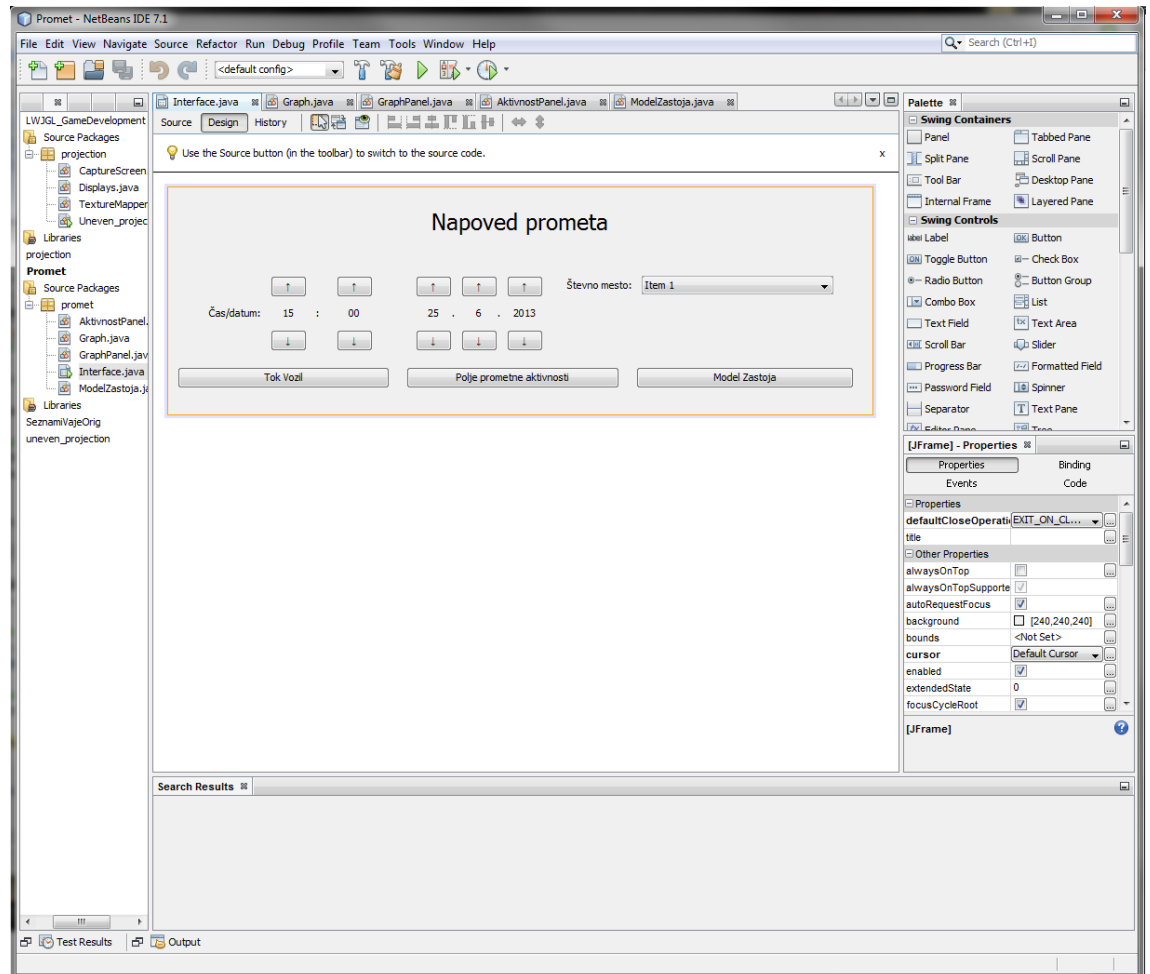 Promet - NetBeans IDE 7.1
File Edit View Navigate Source Refactor Run Debug Profile Team Tools Window Help
Search (Ctrl+I)
<default config>
LWJGL_GameDevelopment
Source Packages
projection
CaptureScreen
Displays.java
TextureMapper
Uneven_projec
Libraries
projection
Promet
Source Packages
promet
AktivnostPanel.
Graph.java
GraphPanel.jav
Interface.java
ModelZastoja.ja
Libraries
SeznamiVajeOrig
uneven_projection
Interface.java Graph.java GraphPanel.java AktivnostPanel.java ModelZastoja.java
Source Design History
Use the Source button (in the toolbar) to switch to the source code. x
Napoved prometa
↑ ↑ ↑ ↑ ↑ Števno mesto: Item 1
Čas/datum: 15 : 00 25 . 6 . 2013
↓ ↓ ↓ ↓ ↓
Tok Vozil Polje prometne aktivnosti Model Zastoja
Palette
Swing Containers
Panel Tabbed Pane
Split Pane Scroll Pane
Tool Bar Desktop Pane
Internal Frame Layered Pane
Swing Controls
label Label OK Button
ON Toggle Button Check Box
Radio Button Button Group
Combo Box List
Text Field Text Area
Scroll Bar Slider
Progress Bar Formatted Field
Password Field Spinner
Separator Text Pane
Editor Pane Tree
[JFrame] - Properties
Properties Binding
Events Code
Properties
defaultCloseOperati EXIT_ON_CL... ...
title ...
Other Properties
alwaysOnTop ...
alwaysOnTopSupporte
autoRequestFocus ...
background [240,240,240] ...
bounds <Not Set> ...
cursor Default Cursor ...
enabled ...
extendedState 0 ...
focusCycleRoot ...
[JFrame]
Search Results
Test Results Output